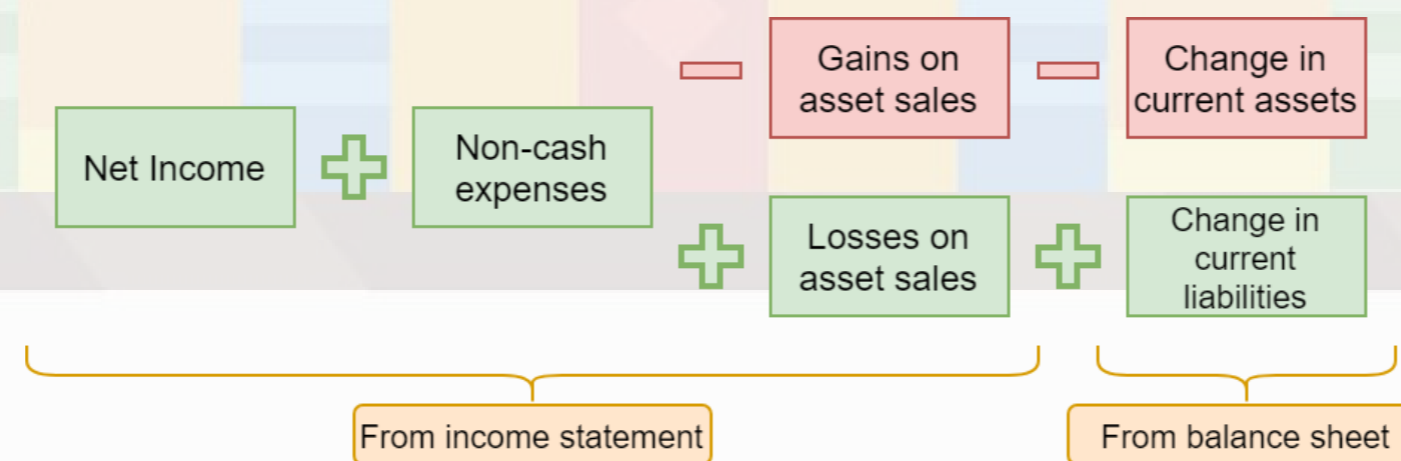 Net Income
Non-cash
expenses
Gains on
asset sales
Losses on
asset sales
Change in
current assets
Change in
current
liabilities
From income statement
From balance sheet